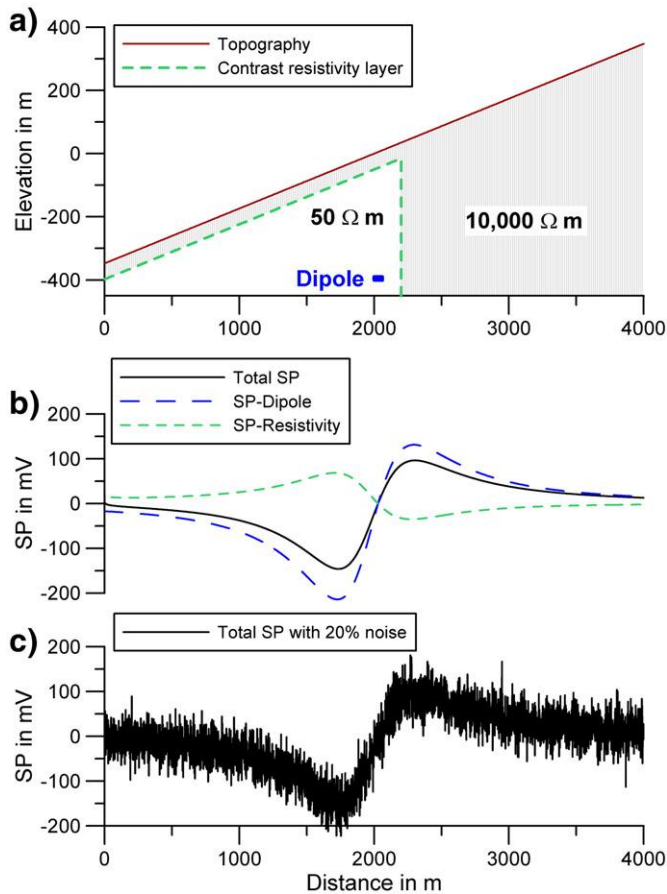 a)
400
200
0
-200
-400
Elevation in m
Topography
Contrast resistivity layer
50 Ω m
10,000 Ω m
Dipole
0 1000 2000 3000 4000
b)
200
100
0
-100
-200
SP in mV
Total SP
SP-Dipole
SP-Resistivity
0 1000 2000 3000 4000
c)
200
100
0
-100
-200
SP in mV
Total SP with 20% noise
0 1000 2000 3000 4000
Distance in m